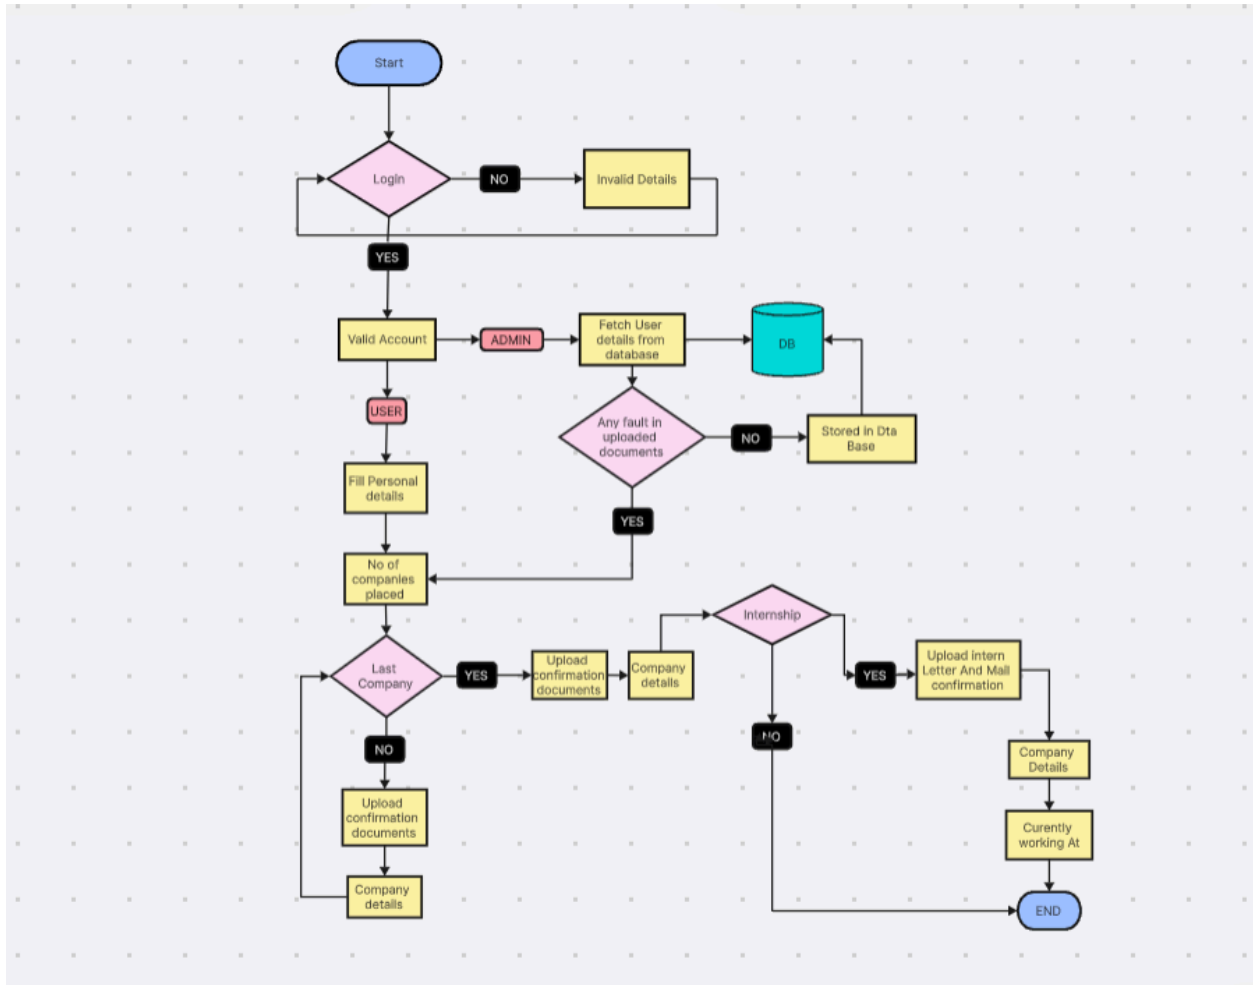 Start
Login
NO
Invalid Details
YES
Valid Account
ADMIN
Fetch User
details from
database
DB
USER
Any fault in
uploaded
documents
NO
Stored in Dta
Base
Fill Personal
details
YES
No of
companies
placed
Internship
Last
Company
YES
Upload
confirmation
documents
Company
details
YES
Upload intern
Letter And Mail
confirmation
NO
NO
Company
Details
Upload
confirmation
documents
Curently
working At
Company
details
END